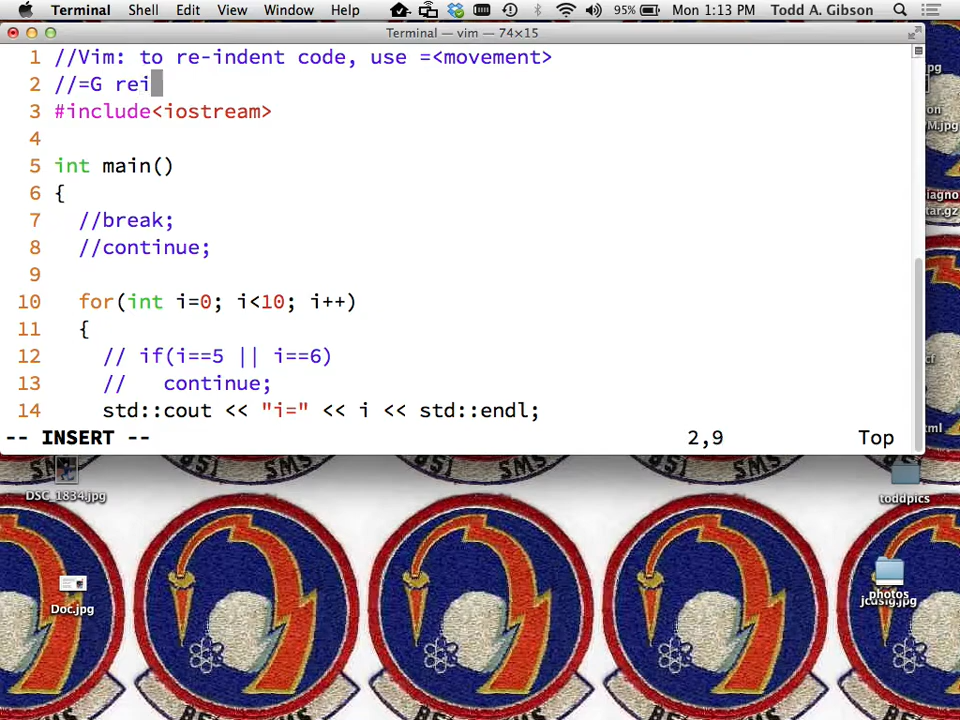 Terminal Shell Edit View Window Help 95% Mon 1:13 PM Todd A. Gibson
Terminal — vim — 74×15
1 //Vim: to re-indent code, use =<movement>
2 //=G rei
3 #include<iostream>
4
5 int main()
6 {
7 //break;
8 //continue;
9
10 for(int i=0; i<10; i++)
11 {
12 // if(i==5 || i==6)
13 // continue;
14 std::cout << "i=" << i << std::endl;
-- INSERT -- 2,9 Top
DSC_1834.jpg
toddpics
Doc.jpg
photos